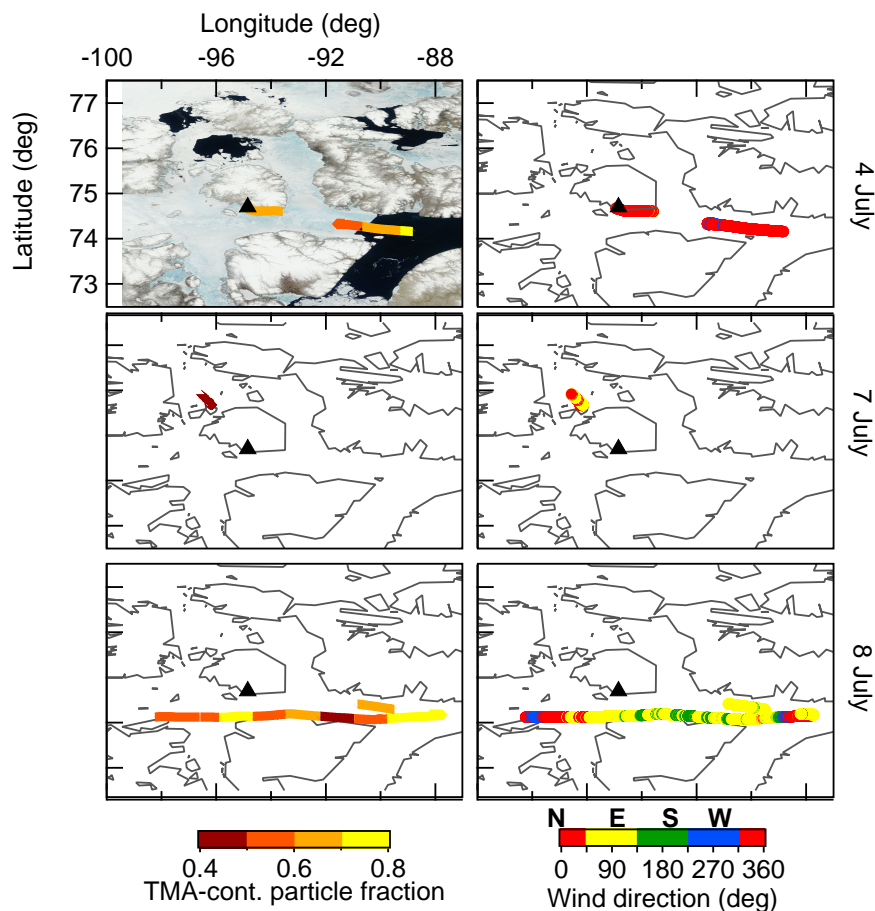 Longitude (deg)
-100 -96 -92 -88
Latitude (deg)
77
76
75
74
73
4 July
7 July
8 July
0.4 0.6 0.8
TMA-cont. particle fraction
N E S W
0 90 180 270 360
Wind direction (deg)